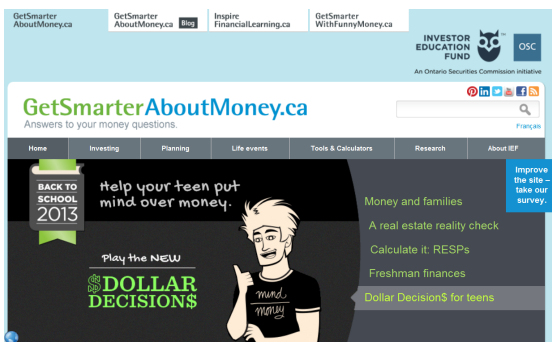 GetSmarter
AboutMoney.ca
GetSmarter
AboutMoney.ca Blog
Inspire
FinancialLearning.ca
GetSmarter
WithFunnyMoney.ca
INVESTOR
EDUCATION
FUND
OSC
An Ontario Securities Commission initiative
GetSmarterAboutMoney.ca
Answers to your money questions.
Français
Home Investing Planning Life events Tools & Calculators Research About IEF
Improve
the site –
take our
survey.
BACK TO
SCHOOL
2013
Help your teen put
mind over money.
Play the NEW
$DOLLAR
DECISION$
mind
money
Money and families
A real estate reality check
Calculate it: RESPs
Freshman finances
Dollar Decision$ for teens